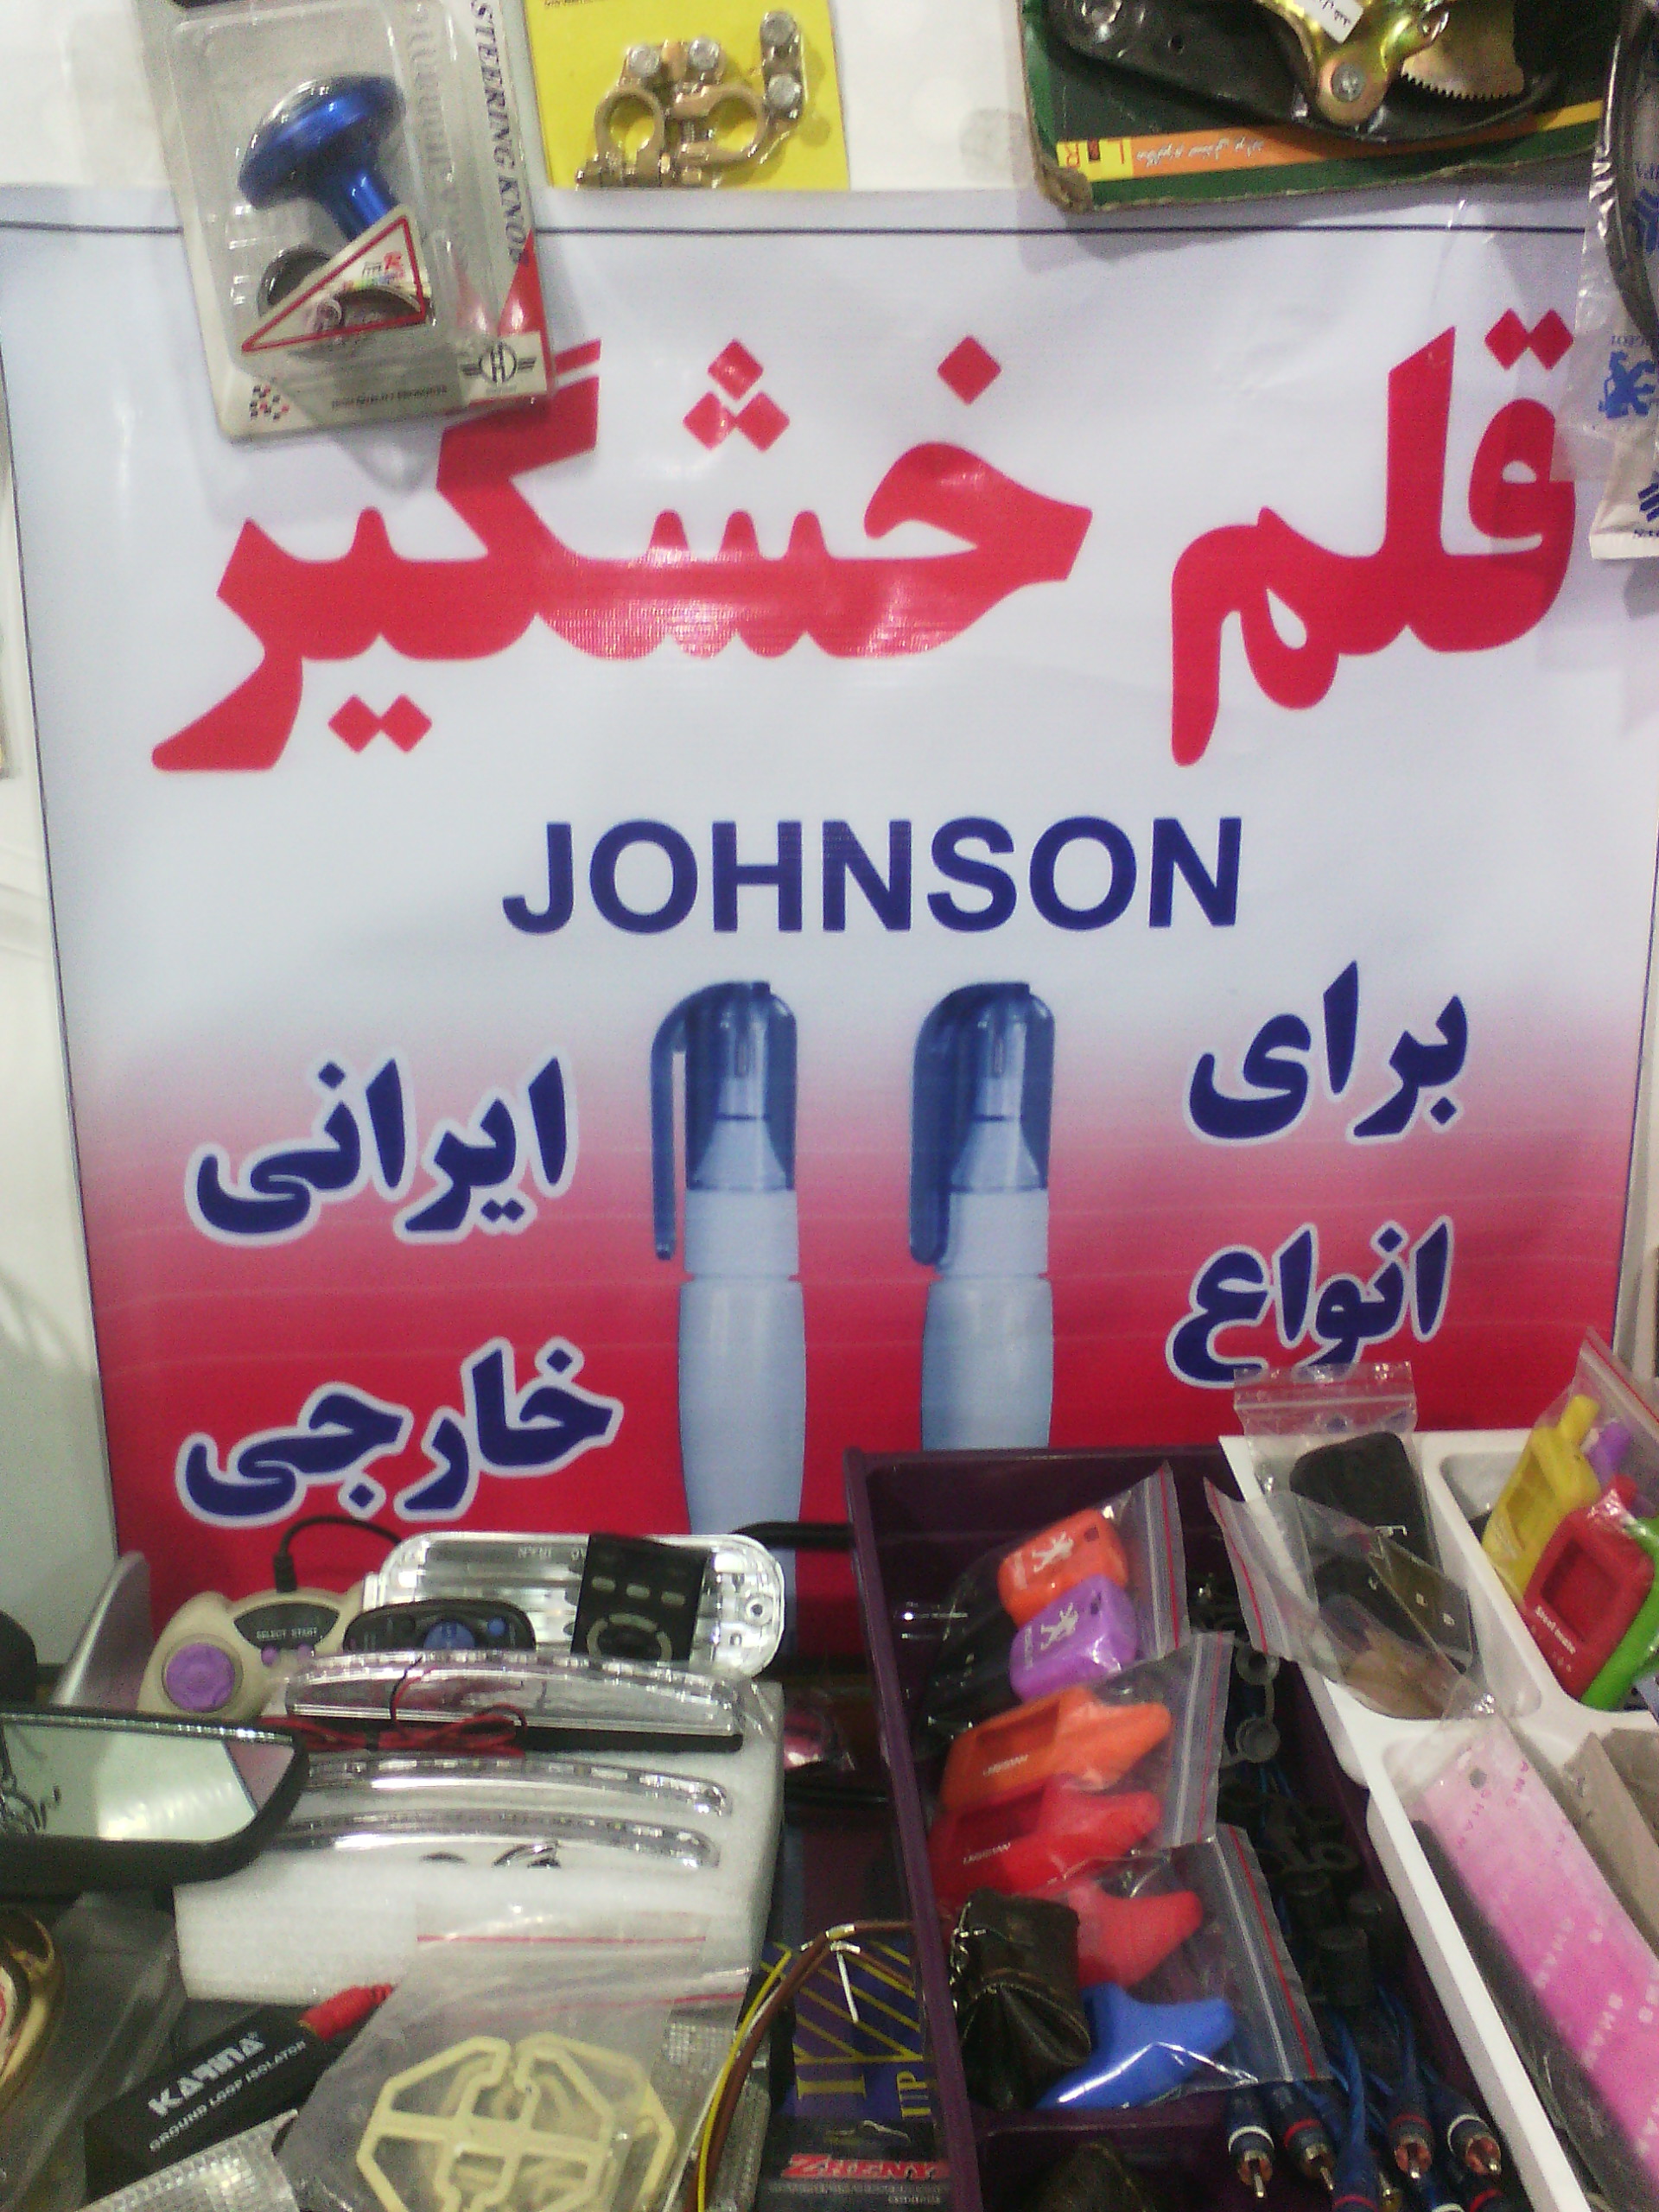 STEERING KNOB
قلم خشگیر
JOHNSON
برای
انواع
ایرانی
خارجی
SELECT START
KARINA
GROUND LOOP ISOLATOR